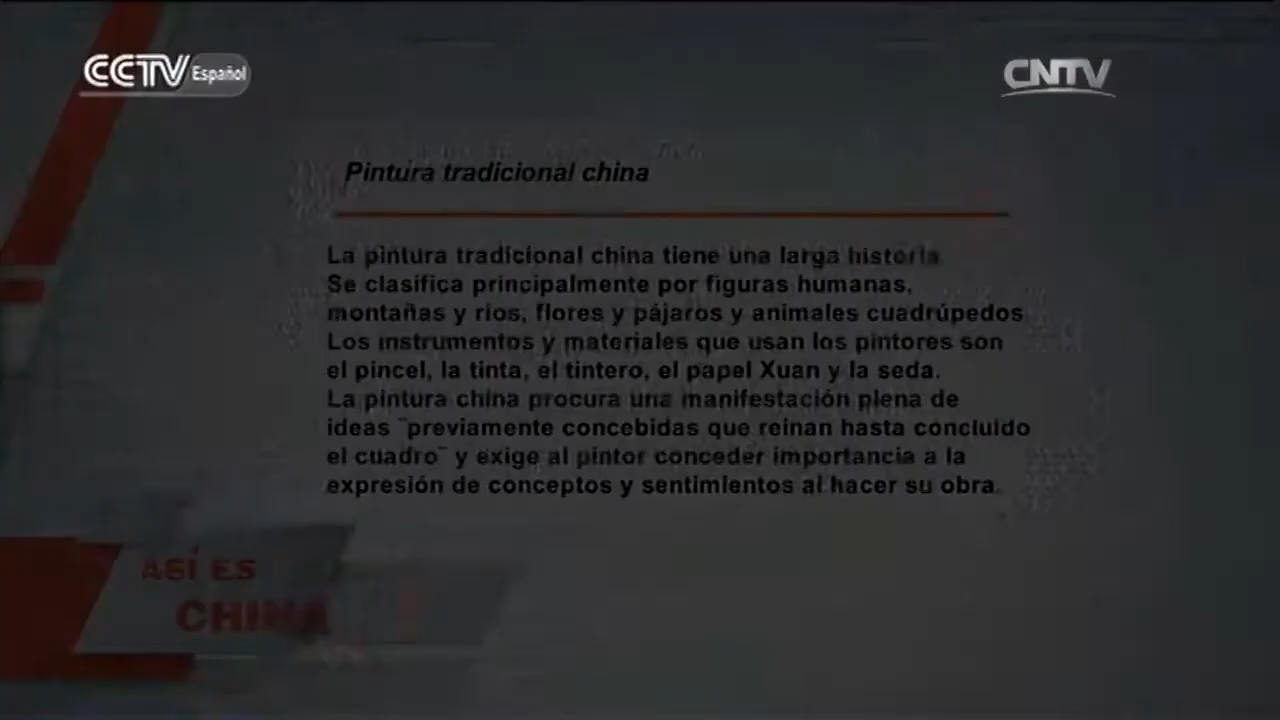 CCTV Español
CNTV
Pintura tradicional china
La pintura tradicional china tiene una larga historia
Se clasifica principalmente por figuras humanas,
montañas y ríos, flores y pájaros y animales cuadrúpedos
Los instrumentos y materiales que usan los pintores son
el pincel, la tinta, el tintero, el papel Xuan y la seda.
La pintura china procura una manifestación plena de
ideas ¨previamente concebidas que reinan hasta concluido
el cuadro¨ y exige al pintor conceder importancia a la
expresión de conceptos y sentimientos al hacer su obra.
ASÍ ES
CHINA